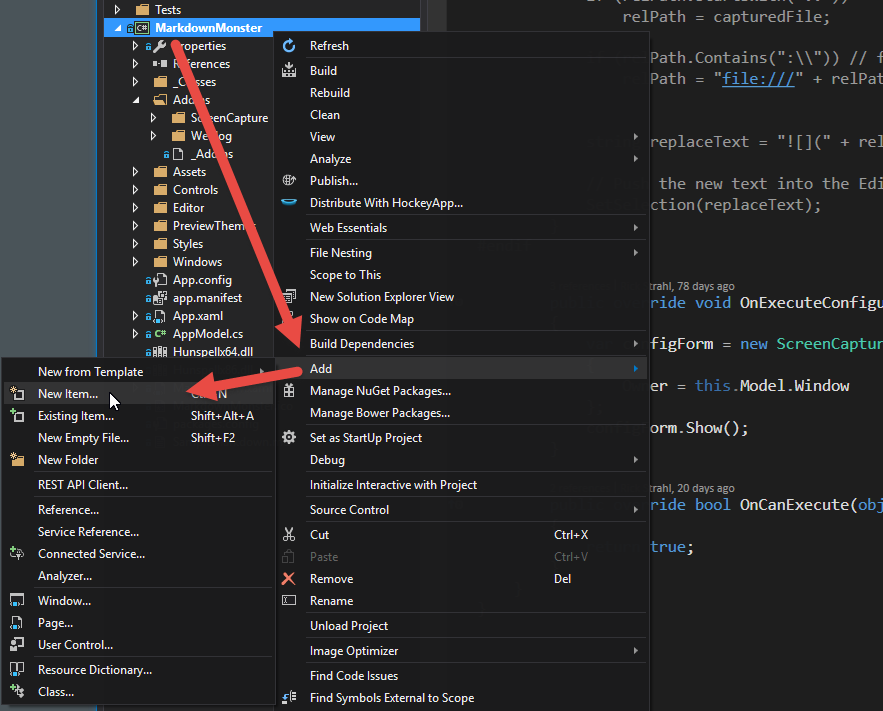 Tests
MarkdownMonster
Properties
References
_Classes
Addins
ScreenCapture
Weblog
_Addins
Assets
Controls
Editor
PreviewThemes
Styles
Windows
App.config
app.manifest
App.xaml
AppModel.cs
Hunspellx64.dll
Refresh
Build
Rebuild
Clean
View
Analyze
Publish...
Distribute With HockeyApp...
Web Essentials
File Nesting
Scope to This
New Solution Explorer View
Show on Code Map
Build Dependencies
Add
Manage NuGet Packages...
Manage Bower Packages...
Set as StartUp Project
Debug
Initialize Interactive with Project
Source Control
Cut Ctrl+X
Paste Ctrl+V
Remove Del
Rename
Unload Project
Image Optimizer
Find Code Issues
Find Symbols External to Scope
New from Template
New Item...
Existing Item... Shift+Alt+A
New Empty File... Shift+F2
New Folder
REST API Client...
Reference...
Service Reference...
Connected Service...
Analyzer...
Window...
Page...
User Control...
Resource Dictionary...
Class...
relPath = capturedFile;
Path.Contains(":\\")) // f
Path = "file:///" + relPat
replaceText = "![](" + rel
the new text into the Edi
ction(replaceText);
trahl, 78 days ago
ride void OnExecuteConfigu
figForm = new ScreenCaptur
er = this.Model.Window
orm.Show();
trahl, 20 days ago
ride bool OnCanExecute(obj
true;